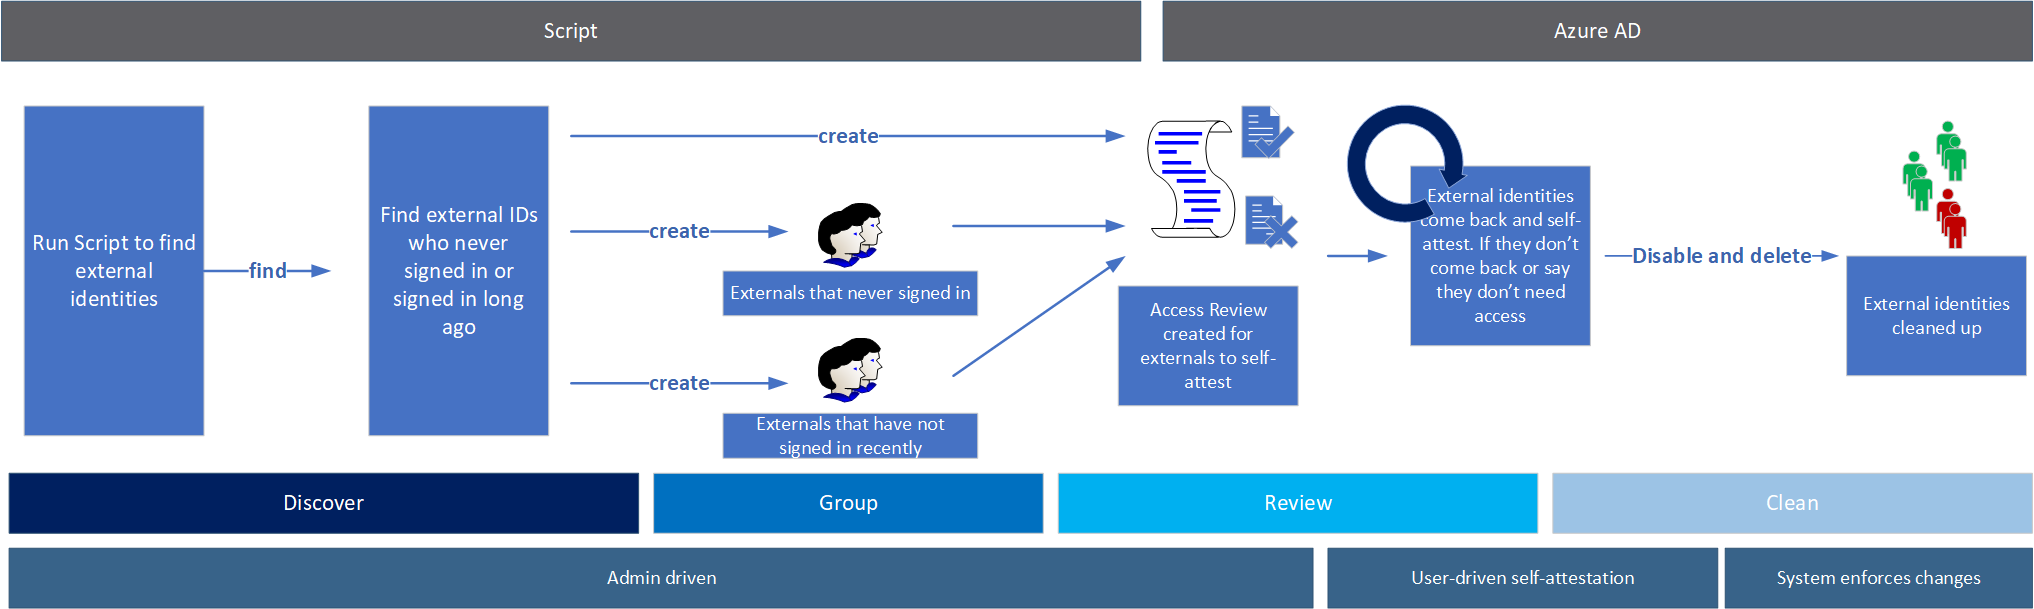 Script
Azure AD
Run Script to find
external
identities
find
Find external IDs
who never
signed in or
signed in long
ago
create
create
Externals that never signed in
create
Externals that have not
signed in recently
Access Review
created for
externals to self-
attest
External identities
come back and self-
attest. If they don’t
come back or say
they don’t need
access
Disable and delete
External identities
cleaned up
Discover
Group
Review
Clean
Admin driven
User-driven self-attestation
System enforces changes